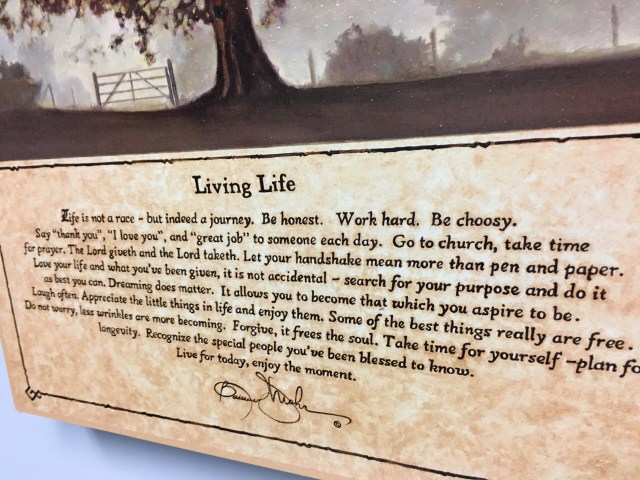 Living Life
Life is not a race – but indeed a journey. Be honest. Work hard. Be choosy.
Say "thank you", "I love you", and "great job" to someone each day. Go to church, take time
for prayer. The Lord giveth and the Lord taketh. Let your handshake mean more than pen and paper.
Love your life and what you've been given, it is not accidental – search for your purpose and do it
as best you can. Dreaming does matter. It allows you to become that which you aspire to be.
Laugh often. Appreciate the little things in life and enjoy them. Some of the best things really are free.
Do not worry, less wrinkles are more becoming. Forgive, it frees the soul. Take time for yourself – plan fo
longevity. Recognize the special people you've been blessed to know.
Live for today, enjoy the moment.